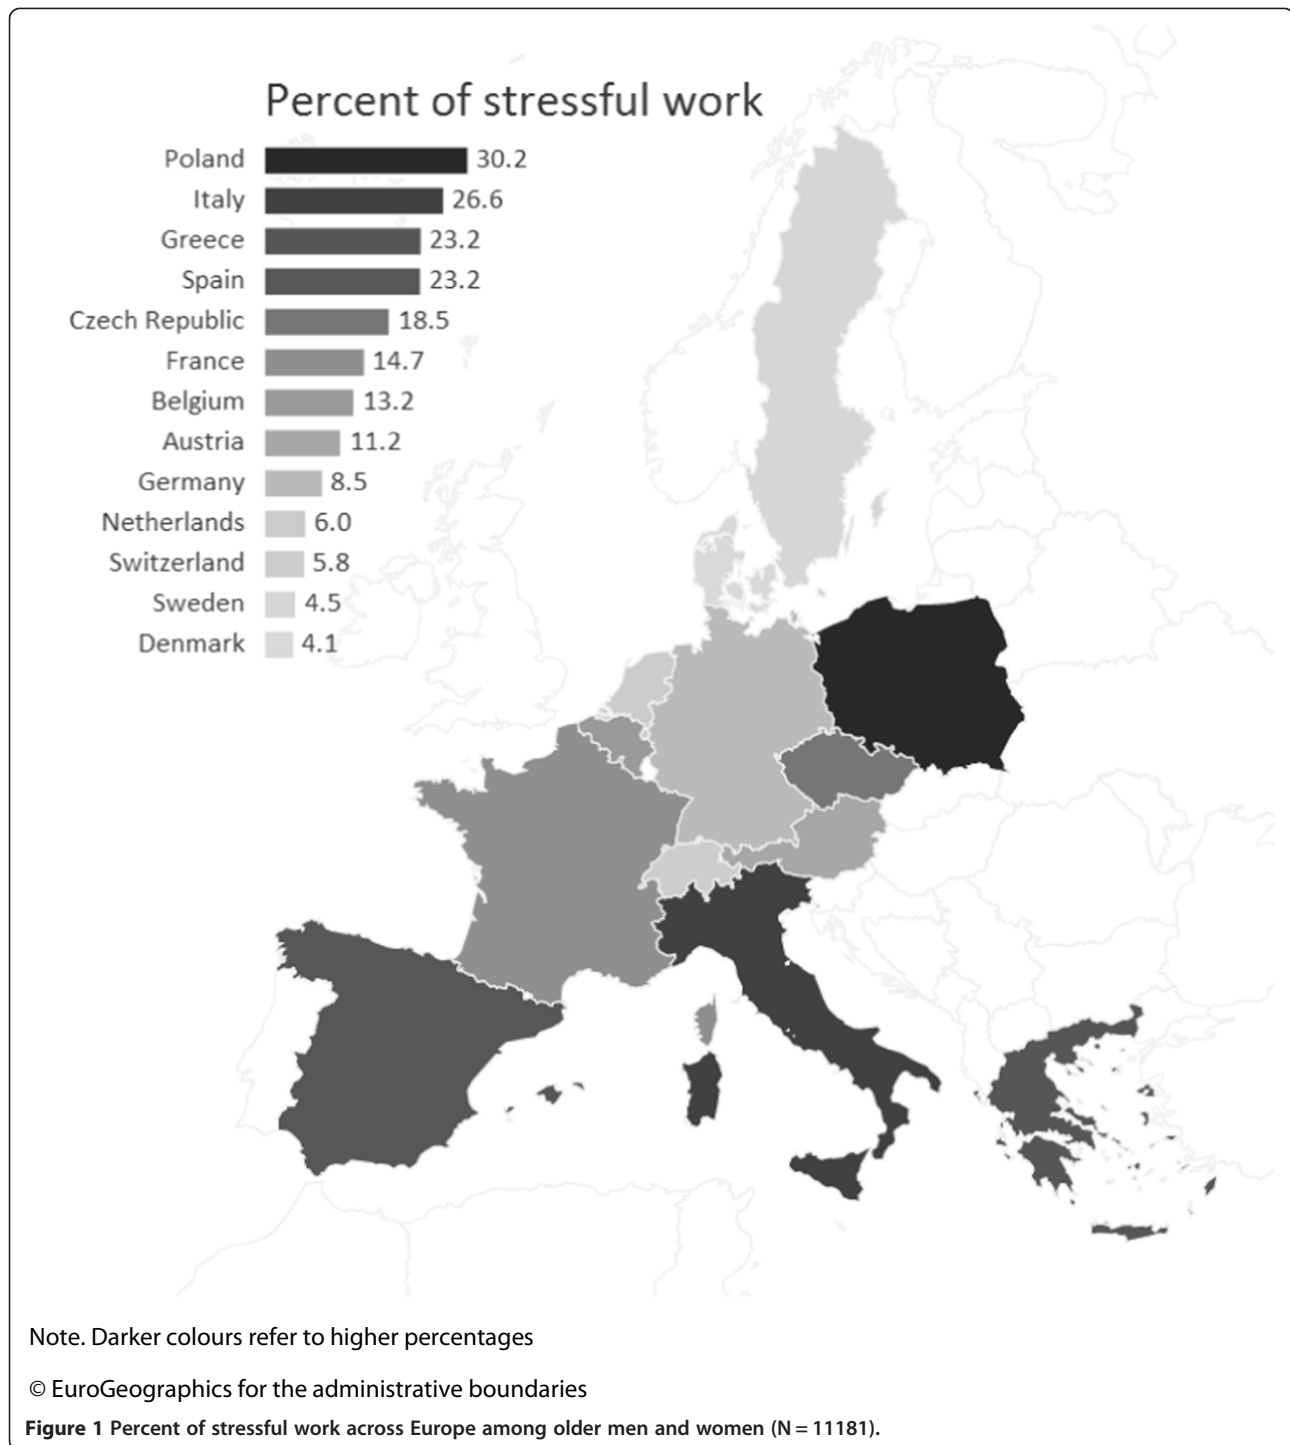 Percent of stressful work
Poland 30.2
Italy 26.6
Greece 23.2
Spain 23.2
Czech Republic 18.5
France 14.7
Belgium 13.2
Austria 11.2
Germany 8.5
Netherlands 6.0
Switzerland 5.8
Sweden 4.5
Denmark 4.1
Note. Darker colours refer to higher percentages
© EuroGeographics for the administrative boundaries
Figure 1 Percent of stressful work across Europe among older men and women (N = 11181).